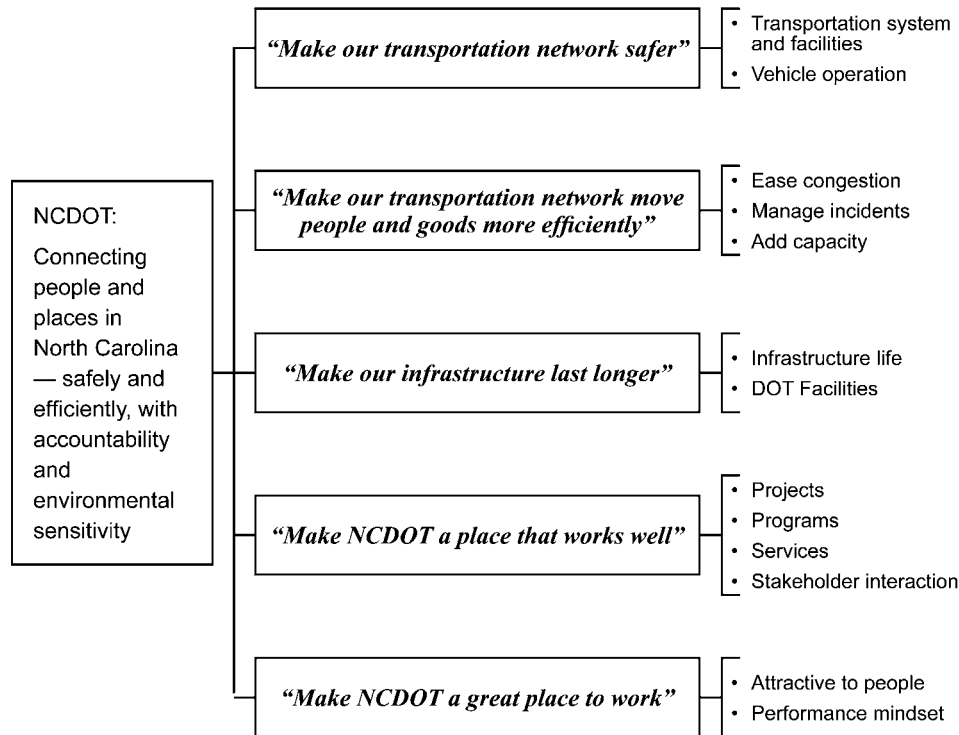 NCDOT:
Connecting
people and
places in
North Carolina
— safely and
efficiently, with
accountability
and
environmental
sensitivity
“Make our transportation network safer”
• Transportation system
and facilities
• Vehicle operation
“Make our transportation network move
people and goods more efficiently”
• Ease congestion
• Manage incidents
• Add capacity
“Make our infrastructure last longer”
• Infrastructure life
• DOT Facilities
“Make NCDOT a place that works well”
• Projects
• Programs
• Services
• Stakeholder interaction
“Make NCDOT a great place to work”
• Attractive to people
• Performance mindset